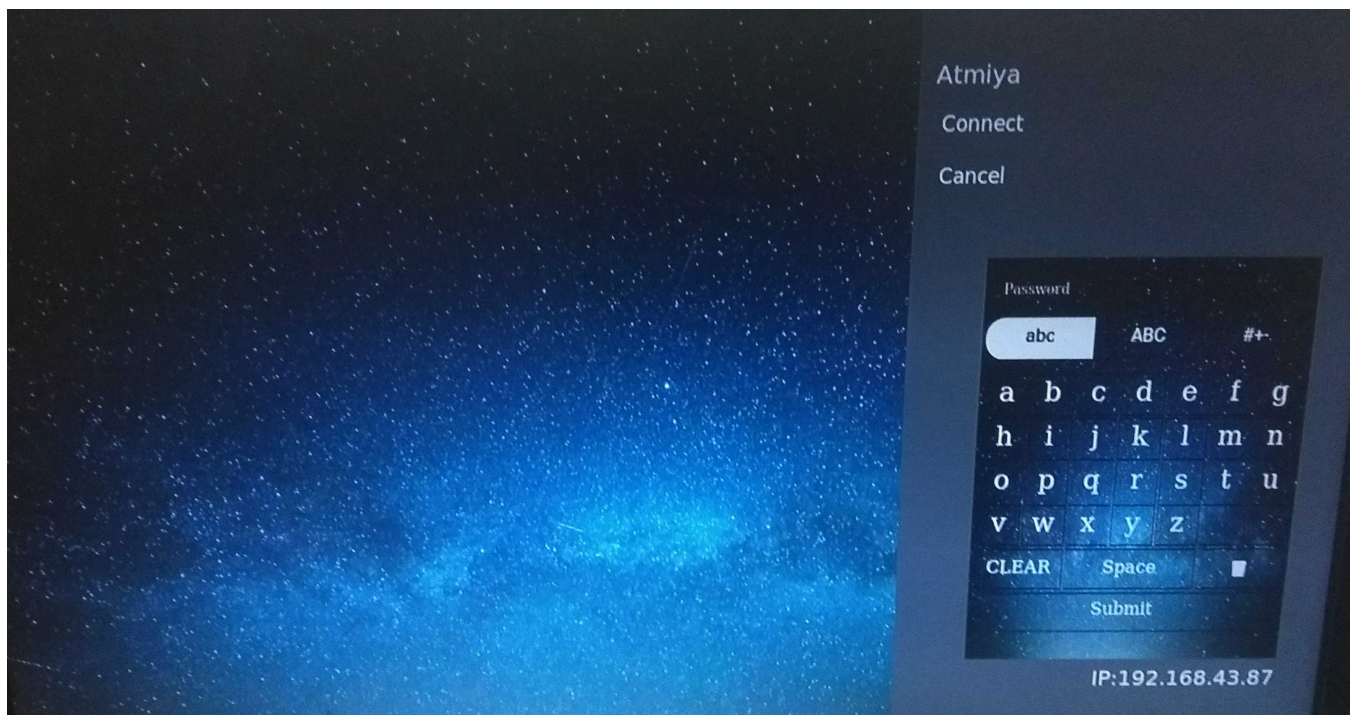 Atmiya
Connect
Cancel
Password
abc ABC #+-
a b c d e f g
h i j k l m n
o p q r s t u
v w x y z
CLEAR Space
Submit
IP:192.168.43.87